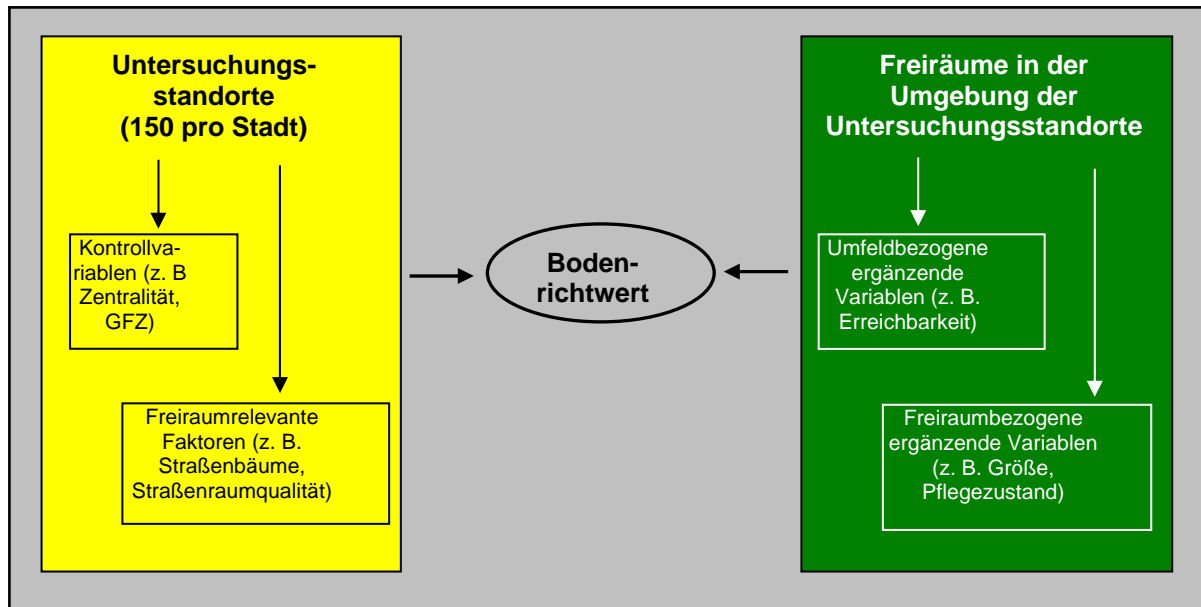 Untersuchungs-
standorte
(150 pro Stadt)
Kontrollva-
riablen (z. B
Zentralität,
GFZ)
Freiraumrelevante
Faktoren (z. B.
Straßenbäume,
Straßenraumqualität)
Boden-
richtwert
Freiräume in der
Umgebung der
Untersuchungsstandorte
Umfeldbezogene
ergänzende
Variablen (z. B.
Erreichbarkeit)
Freiraumbezogene
ergänzende Variablen
(z. B. Größe,
Pflegezustand)